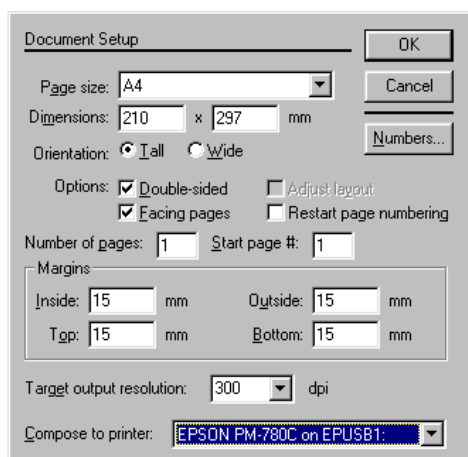 Document Setup
OK
Page size: A4
Cancel
Dimensions: 210 x 297 mm
Numbers...
Orientation: Tall Wide
Options: Double-sided Adjust layout
Facing pages Restart page numbering
Number of pages: 1 Start page #: 1
Margins
Inside: 15 mm Outside: 15 mm
Top: 15 mm Bottom: 15 mm
Target output resolution: 300 dpi
Compose to printer: EPSON PM-780C on EPUSB1: